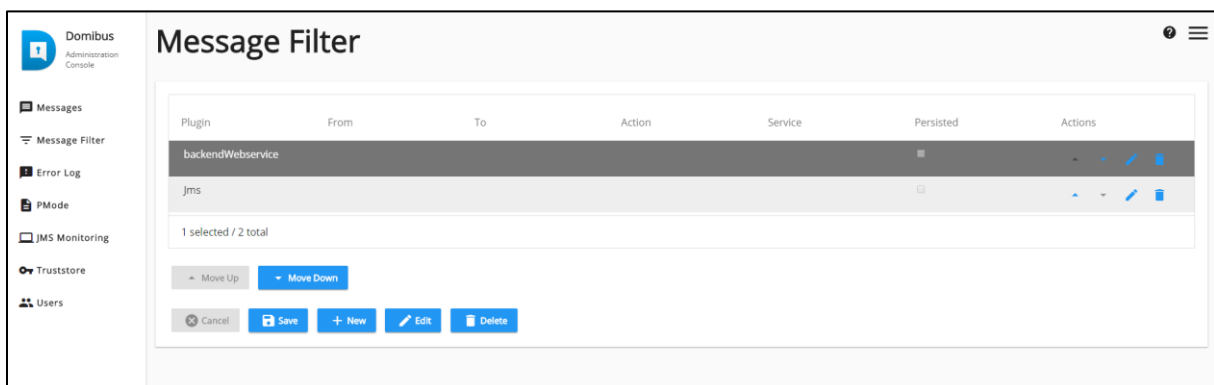 Domibus
Administration
Console
Message Filter
Messages
Message Filter
Error Log
PMode
JMS Monitoring
Truststore
Users
Plugin From To Action Service Persisted Actions
backendWebservice
Jms
1 selected / 2 total
Move Up Move Down
Cancel Save New Edit Delete